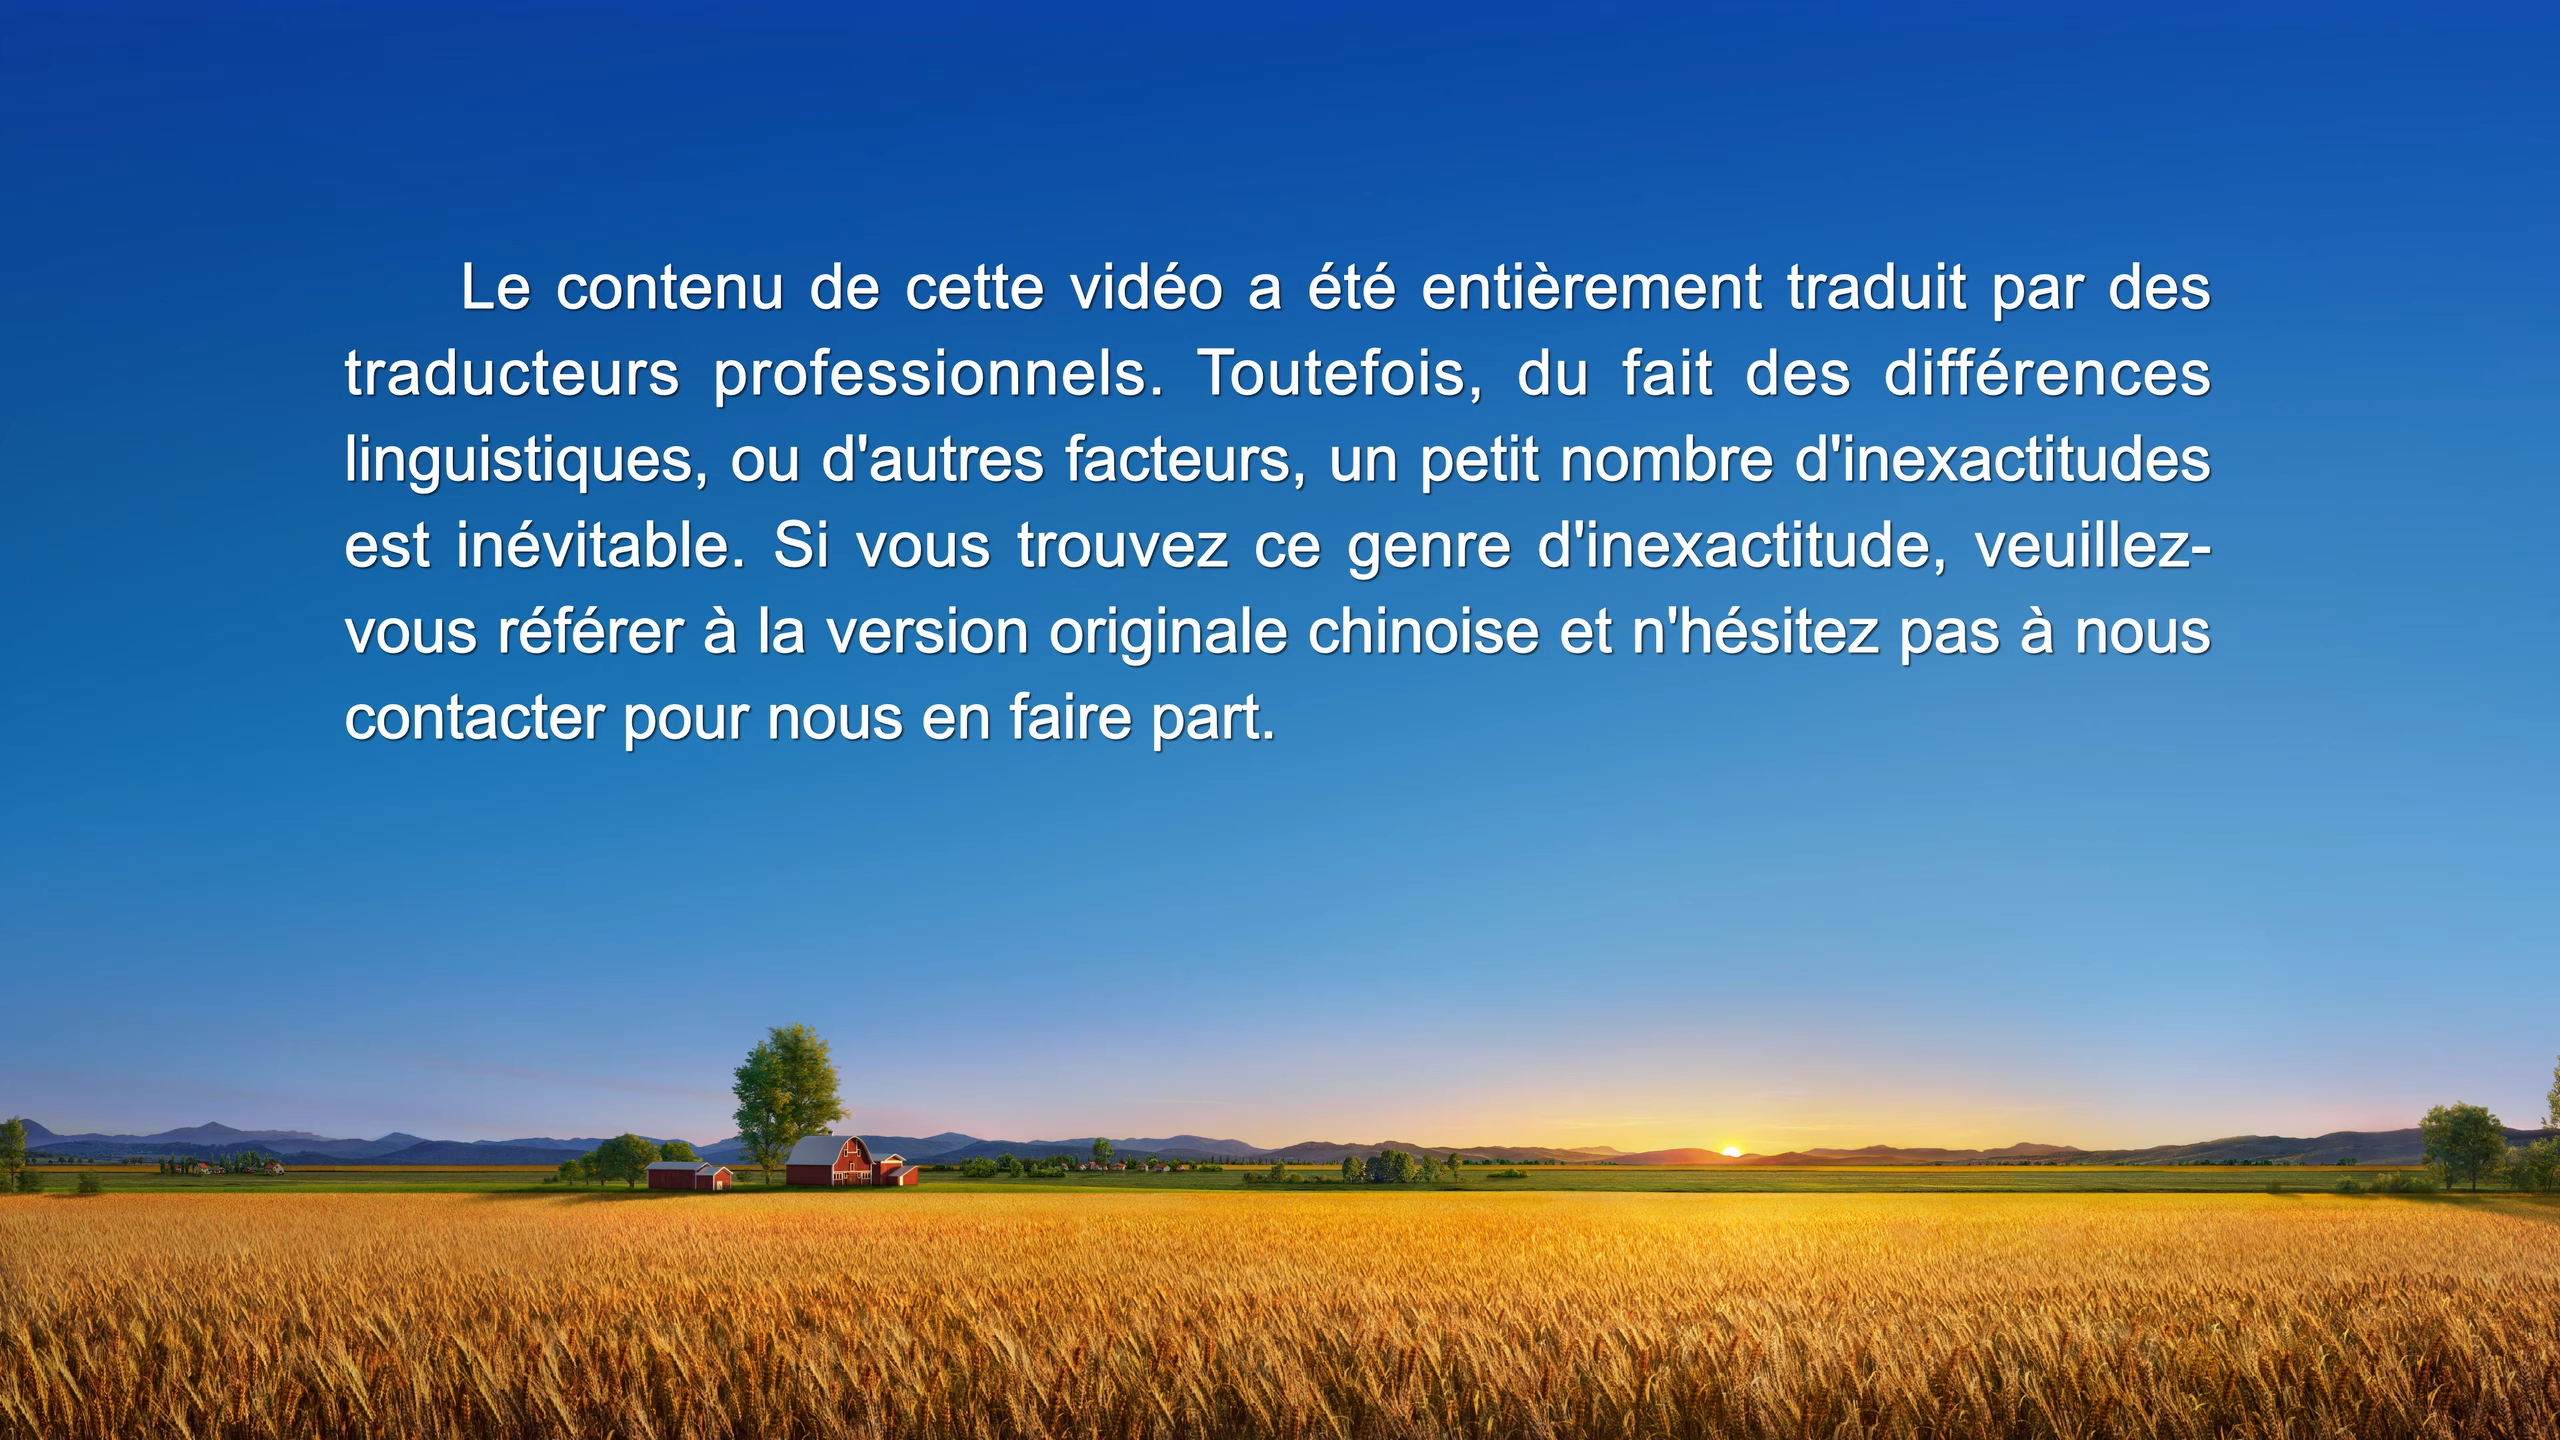 Le contenu de cette vidéo a été entièrement traduit par des
traducteurs professionnels. Toutefois, du fait des différences
linguistiques, ou d'autres facteurs, un petit nombre d'inexactitudes
est inévitable. Si vous trouvez ce genre d'inexactitude, veuillez-
vous référer à la version originale chinoise et n'hésitez pas à nous
contacter pour nous en faire part.